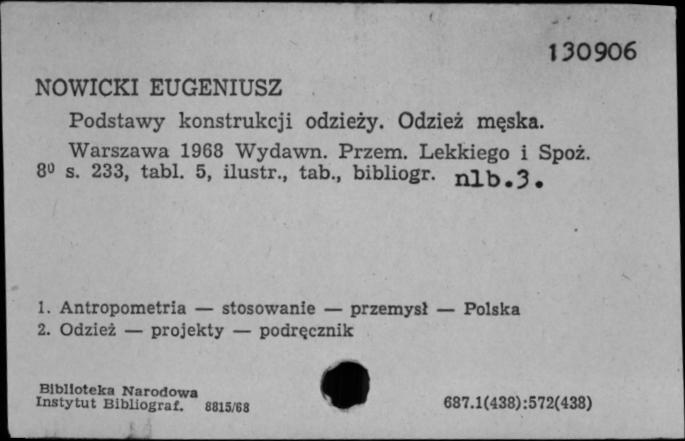 130906
NOWICKI EUGENIUSZ
Podstawy konstrukcji odzieży. Odzież męska.
Warszawa 1968 Wydawn. Przem. Lekkiego i Spoż.
8⁰ s. 233, tabl. 5, ilustr., tab., bibliogr. nlb.3.
1. Antropometria — stosowanie — przemysł — Polska
2. Odzież — projekty — podręcznik
Biblioteka Narodowa
Instytut Bibliograf. 8815/68
687.1(438):572(438)